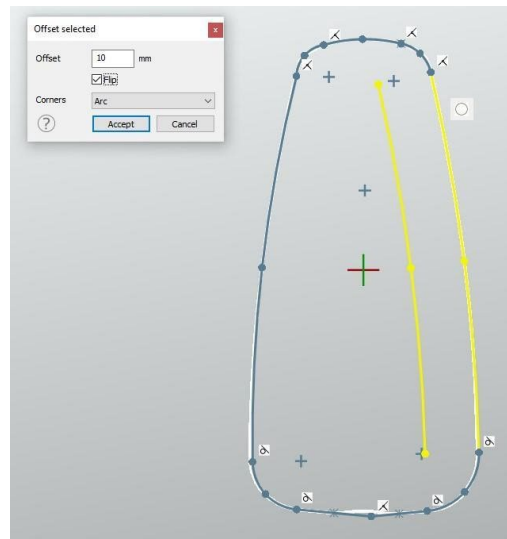 Offset selected
x
Offset 10 mm
Flip
Corners Arc
? Accept Cancel